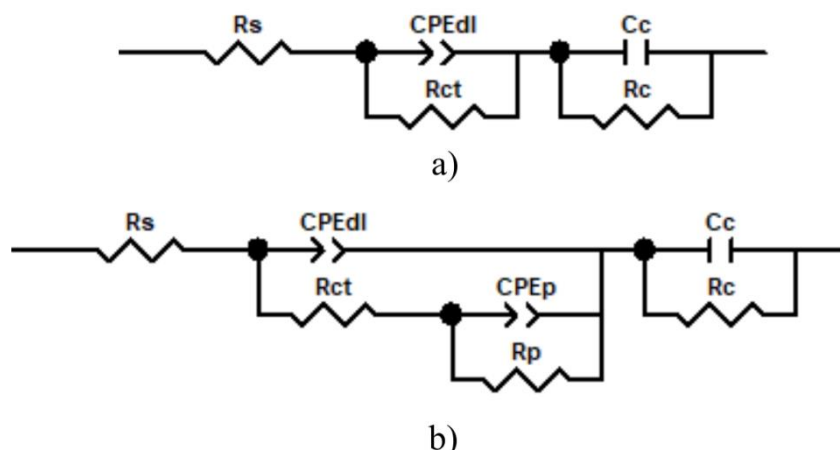 Rs CPEdl Cc
Rct Rc
a)
Rs CPEdl Cc
Rct CPEp Rc
Rp
b)